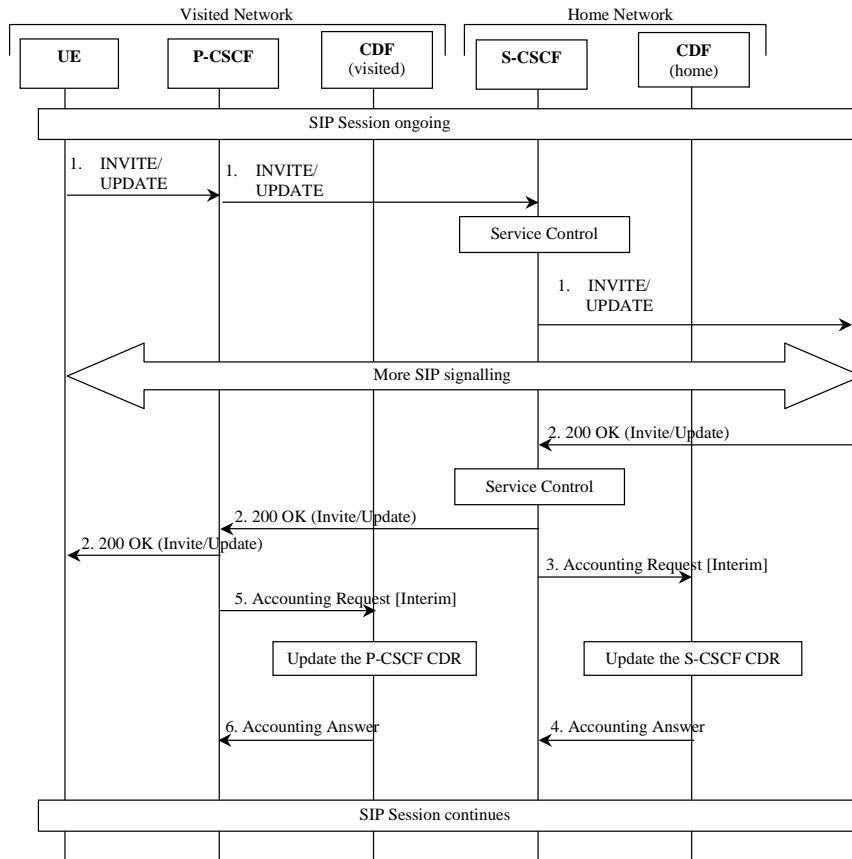 Visited Network
Home Network
UE
P-CSCF
CDF
(visited)
S-CSCF
CDF
(home)
SIP Session ongoing
1. INVITE/
UPDATE
1. INVITE/
UPDATE
Service Control
1. INVITE/
UPDATE
More SIP signalling
2. 200 OK (Invite/Update)
Service Control
2. 200 OK (Invite/Update)
2. 200 OK (Invite/Update)
3. Accounting Request [Interim]
5. Accounting Request [Interim]
Update the P-CSCF CDR
Update the S-CSCF CDR
6. Accounting Answer
4. Accounting Answer
SIP Session continues